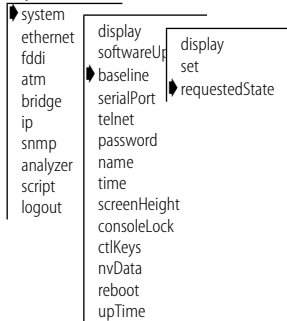 system
ethernet
fddi
atm
bridge
ip
snmp
analyzer
script
logout
display
softwareUp
baseline
serialPort
telnet
password
name
time
screenHeight
consoleLock
ctlKeys
nvData
reboot
upTime
display
set
requestedState